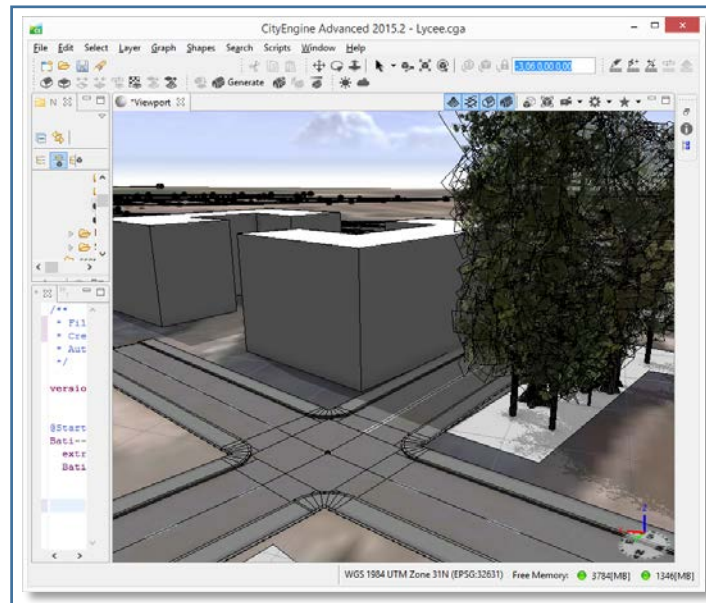 CityEngine Advanced 2015.2 - Lycee.cga
File Edit Select Layer Graph Shapes Search Scripts Window Help
-3,06 0,00 0,00
Generate
N
*Viewport
/**
* Fil
* Cre
* Aut
*/
versio
@Start
Bati--
extr
Bati
WGS 1984 UTM Zone 31N (EPSG:32631) Free Memory: 3784[MB] 1346[MB]